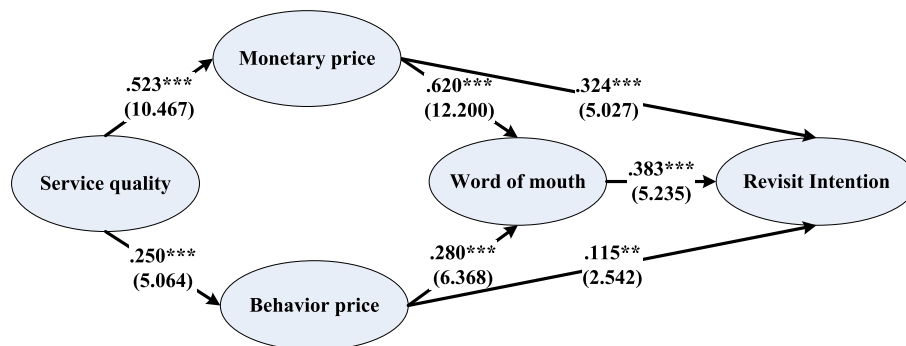 Monetary price
.523***
(10.467)
.620***
(12.200)
.324***
(5.027)
Service quality
Word of mouth
.383***
(5.235)
Revisit Intention
.250***
(5.064)
.280***
(6.368)
.115**
(2.542)
Behavior price